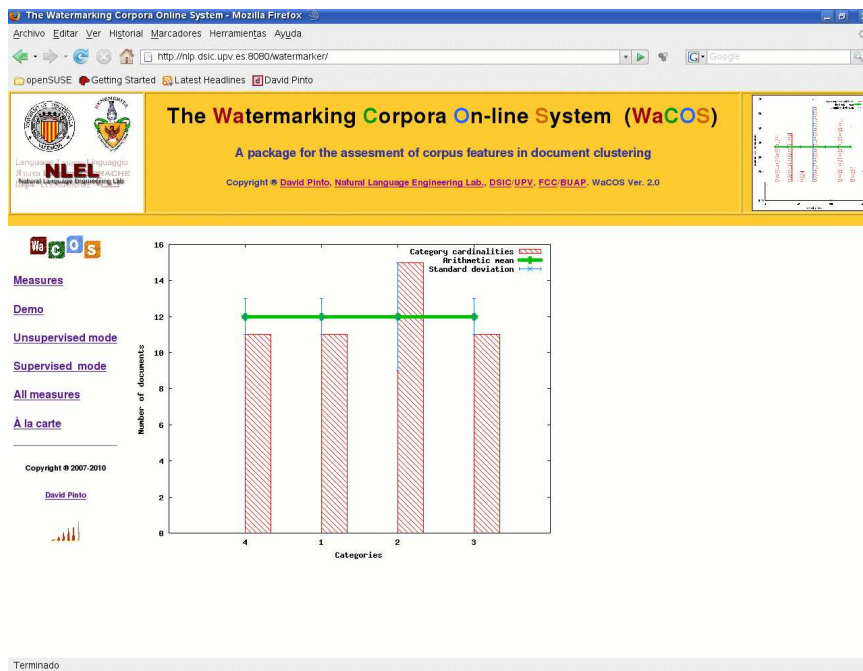 The Watermarking Corpora Online System - Mozilla Firefox
Archivo Editar Ver Historial Marcadores Herramientas Ayuda
http://nlp.dsic.upv.es:8080/watermarker/
Google
openSUSE Getting Started Latest Headlines David Pinto
The Watermarking Corpora On-line System (WaCOS)
A package for the assesment of corpus features in document clustering
Copyright ® David Pinto, Natural Language Engineering Lab., DSIC/UPV, FCC/BUAP. WaCOS Ver. 2.0
NLEL
Natural Language Engineering Lab
WaCOS
Measures
Demo
Unsupervised mode
Supervised mode
All measures
À la carte
Copyright ® 2007-2010
David Pinto
Category cardinalities
Arithmetic mean
Standard deviation
16
14
12
10
8
6
4
2
0
Number of documents
4 1 2 3
Categories
Terminado